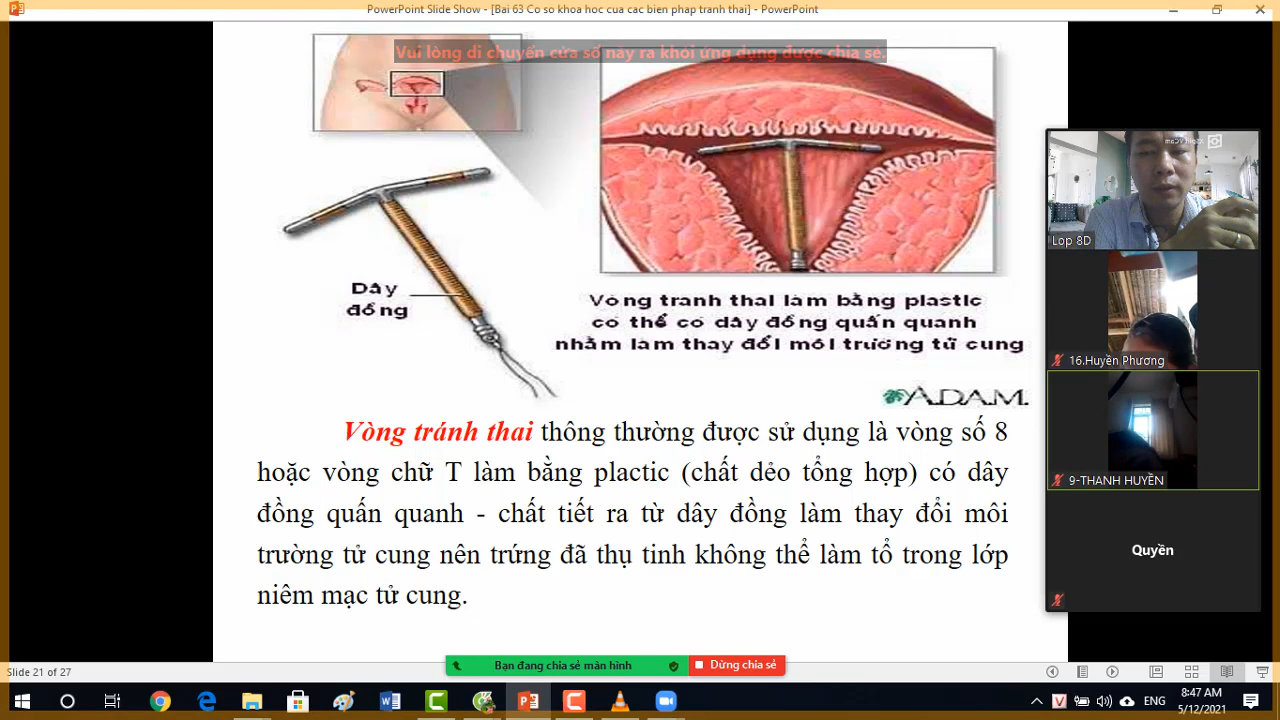 PowerPoint Slide Show - [Bai 63 Co so khoa hoc cua cac bien phap tranh thai] - PowerPoint
Vui lòng di chuyển cửa sổ này ra khỏi ứng dụng được chia sẻ.
Dây
đồng
Vòng tranh thai làm bằng plastic
có thể có dây đồng quấn quanh
nhằm làm thay đổi môi trường tử cung
A.D.A.M.
Vòng tránh thai thông thường được sử dụng là vòng số 8
hoặc vòng chữ T làm bằng plactic (chất dẻo tổng hợp) có dây
đồng quấn quanh - chất tiết ra từ dây đồng làm thay đổi môi
trường tử cung nên trứng đã thụ tinh không thể làm tổ trong lớp
niêm mạc tử cung.
Lop 8D
16.Huyền Phương
9-THANH HUYỀN
Quyền
Bạn đang chia sẻ màn hình
Dừng chia sẻ
Slide 21 of 27
ENG
8:47 AM
5/12/2021